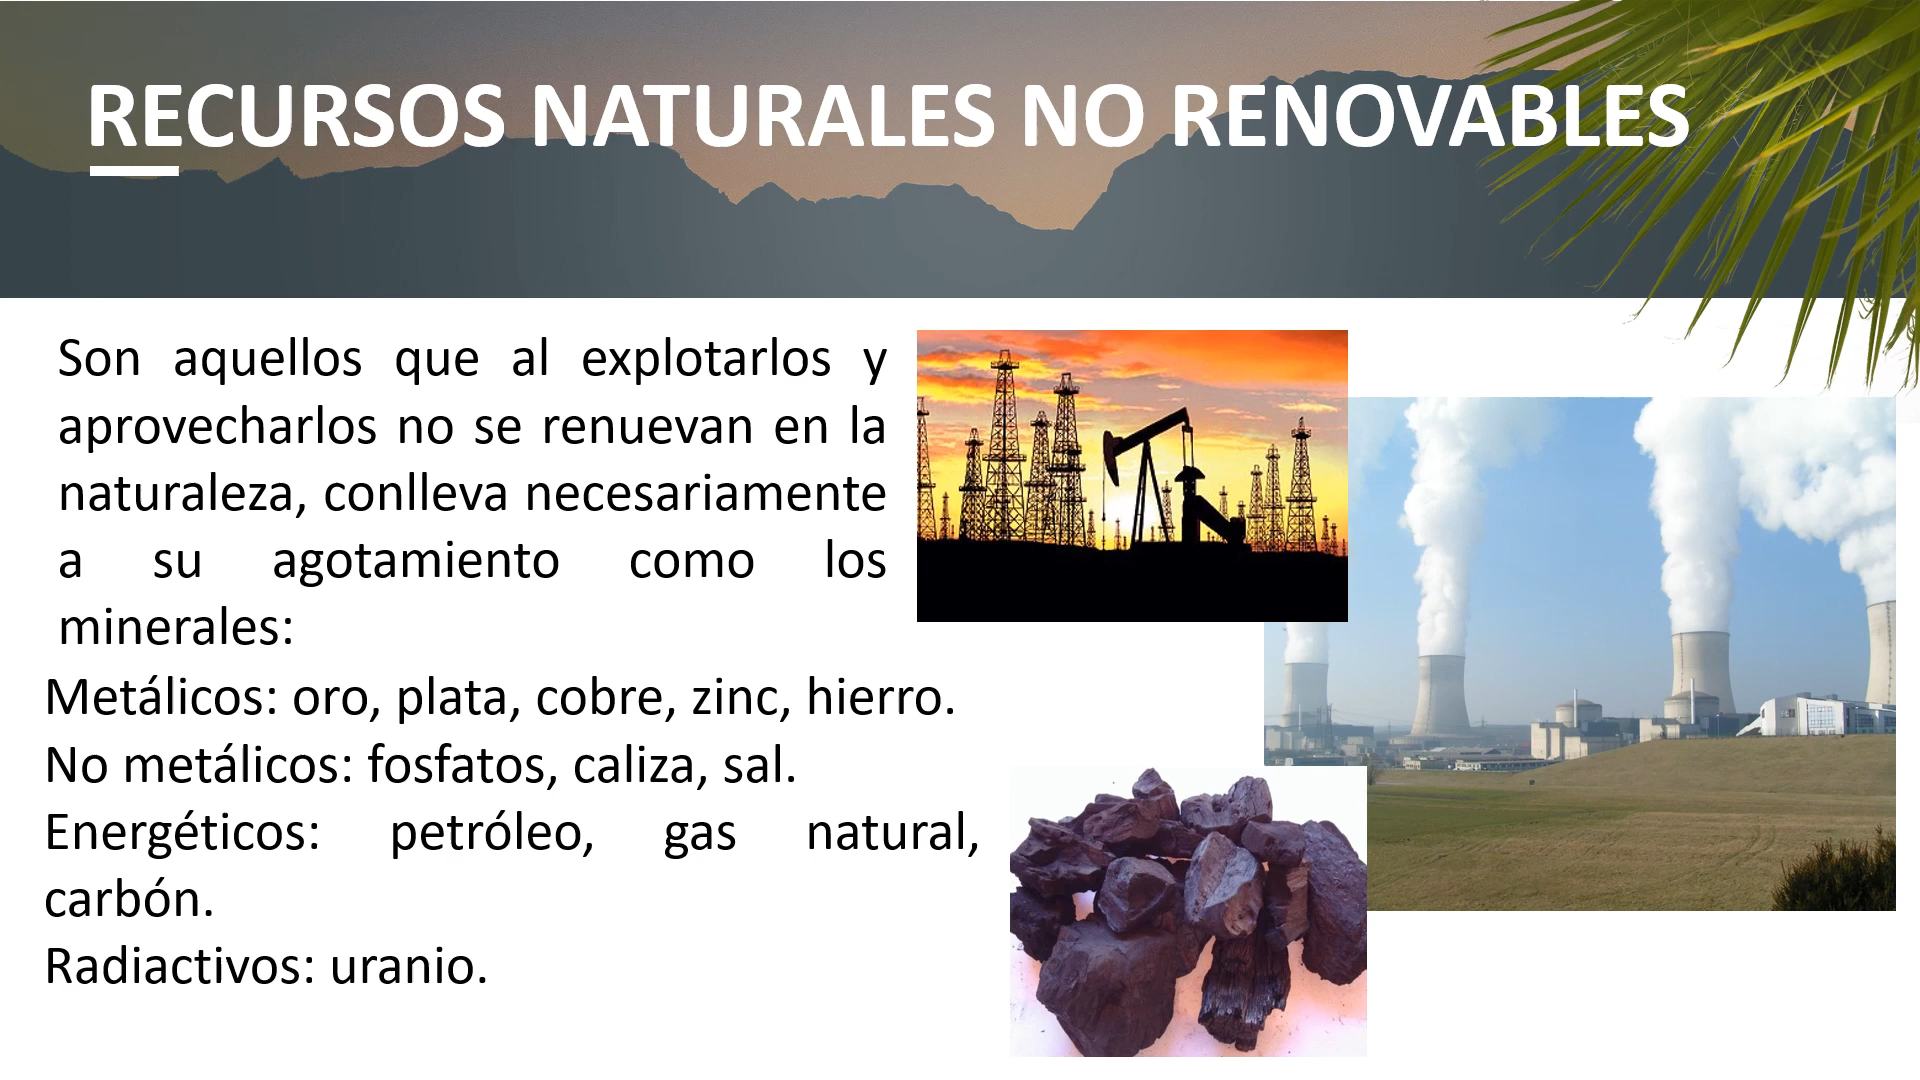 RECURSOS NATURALES NO RENOVABLES
Son aquellos que al explotarlos y
aprovecharlos no se renuevan en la
naturaleza, conlleva necesariamente
a su agotamiento como los
minerales:
Metálicos: oro, plata, cobre, zinc, hierro.
No metálicos: fosfatos, caliza, sal.
Energéticos: petróleo, gas natural,
carbón.
Radiactivos: uranio.